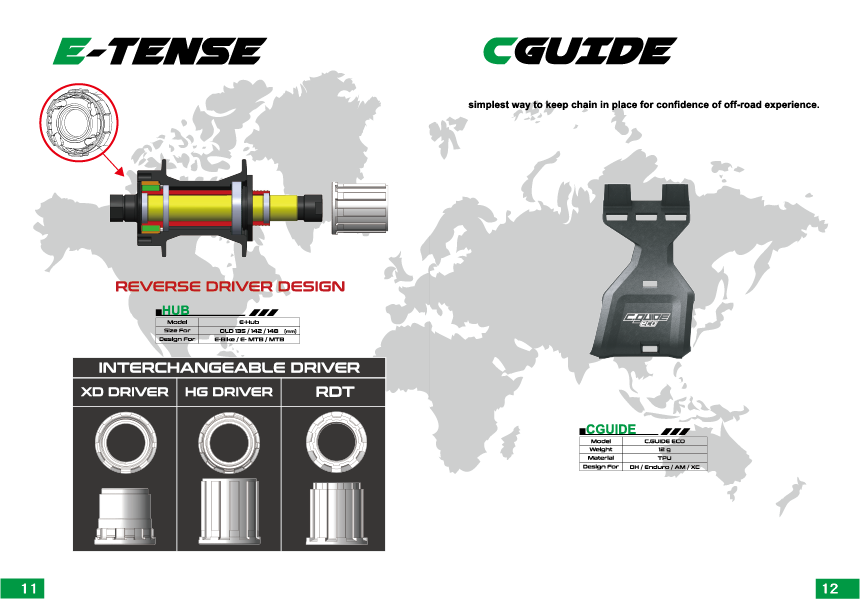 E-TENSE
REVERSE DRIVER DESIGN
HUB
Model E-Hub
Size For OLD 135 / 142 / 148 (mm)
Design For E-Bike / E- MTB / MTB
INTERCHANGEABLE DRIVER
XD DRIVER HG DRIVER RDT
11
CGUIDE
simplest way to keep chain in place for confidence of off-road experience.
C.GUIDE
ECO
CGUIDE
Model C.GUIDE ECO
Weight 12 g
Material TPU
Design For DH / Enduro / AM / XC
12